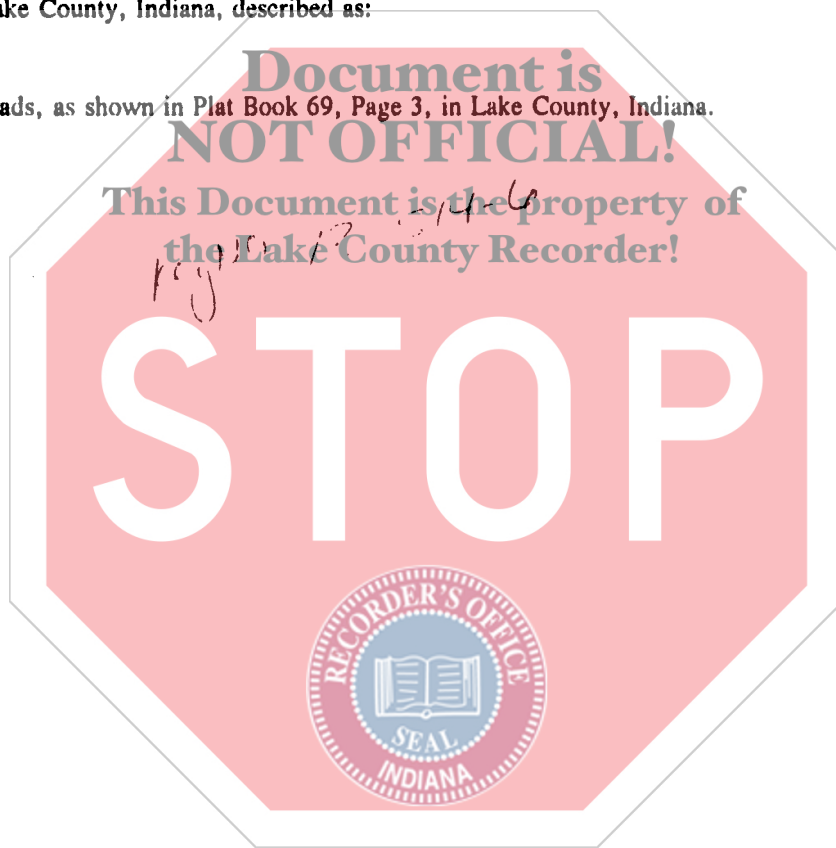 ake County, Indiana, described as:
Document is
ads, as shown in Plat Book 69, Page 3, in Lake County, Indiana.
NOT OFFICIAL!
This Document is the property of
the Lake County Recorder!
STOP
RECORDER'S OFFICE
SEAL
INDIANA